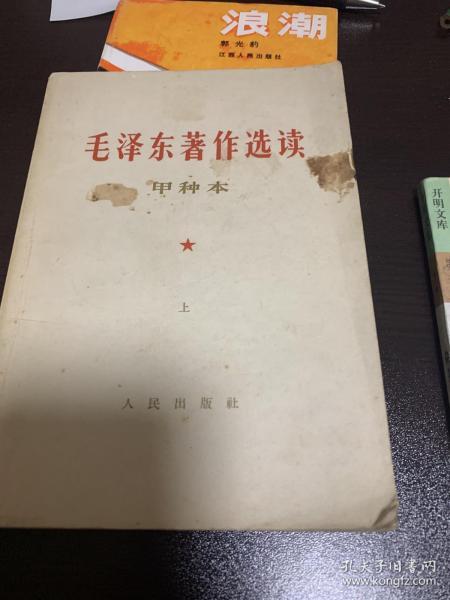 浪潮
郭光豹
江西人民出版社
毛泽东著作选读
甲种本
上
人民出版社
开明文库
孔夫子旧书网
www.kongfz.com